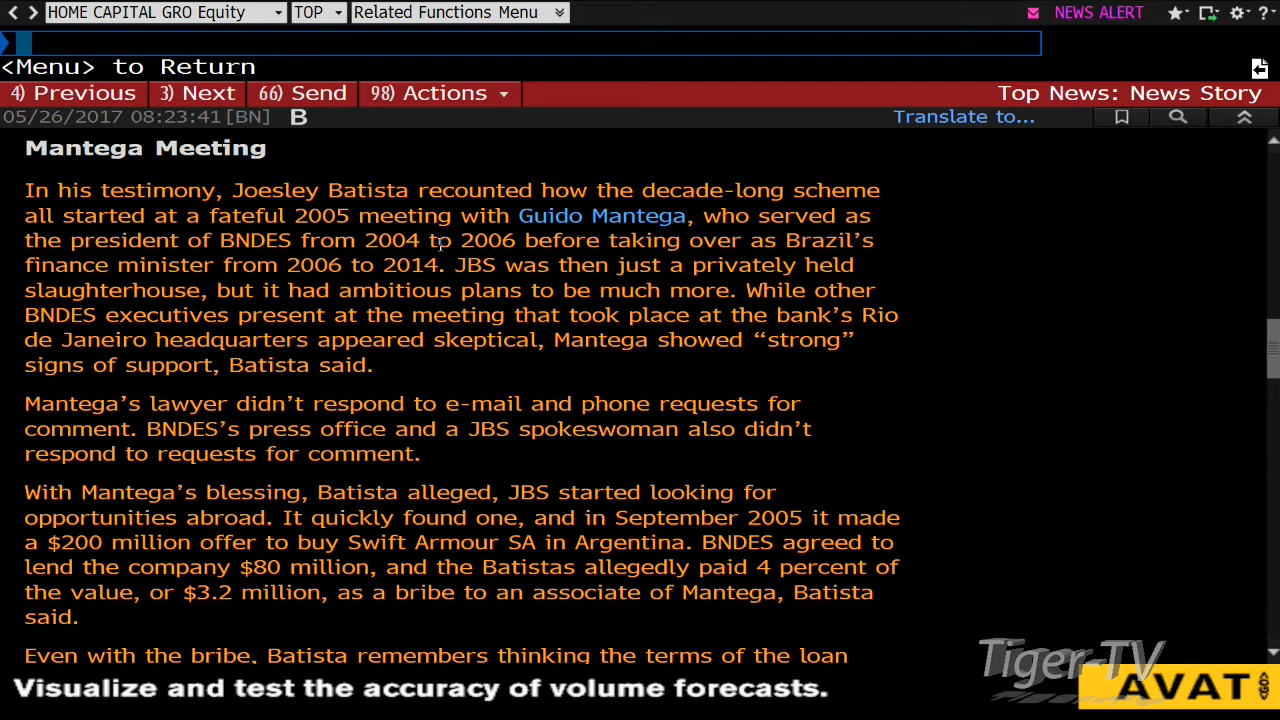 HOME CAPITAL GRO Equity TOP Related Functions Menu NEWS ALERT ?
<Menu> to Return
4) Previous 3) Next 66) Send 98) Actions Top News: News Story
05/26/2017 08:23:41 [BN] B Translate to...
Mantega Meeting
In his testimony, Joesley Batista recounted how the decade-long scheme
all started at a fateful 2005 meeting with Guido Mantega, who served as
the president of BNDES from 2004 to 2006 before taking over as Brazil’s
finance minister from 2006 to 2014. JBS was then just a privately held
slaughterhouse, but it had ambitious plans to be much more. While other
BNDES executives present at the meeting that took place at the bank’s Rio
de Janeiro headquarters appeared skeptical, Mantega showed “strong”
signs of support, Batista said.
Mantega’s lawyer didn’t respond to e-mail and phone requests for
comment. BNDES’s press office and a JBS spokeswoman also didn’t
respond to requests for comment.
With Mantega’s blessing, Batista alleged, JBS started looking for
opportunities abroad. It quickly found one, and in September 2005 it made
a $200 million offer to buy Swift Armour SA in Argentina. BNDES agreed to
lend the company $80 million, and the Batistas allegedly paid 4 percent of
the value, or $3.2 million, as a bribe to an associate of Mantega, Batista
said.
Even with the bribe, Batista remembers thinking the terms of the loan
Tiger-TV
Visualize and test the accuracy of volume forecasts.
AVAT <GO>